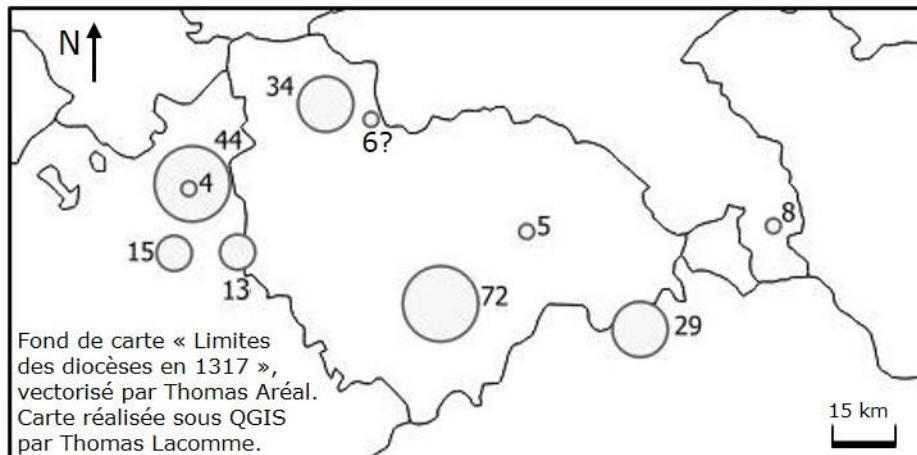 N
34
6?
44
4
15
13
5
72
29
8
Fond de carte « Limites
des diocèses en 1317 »,
vectorisé par Thomas Aréal.
Carte réalisée sous QGIS
par Thomas Lacomme.
15 km